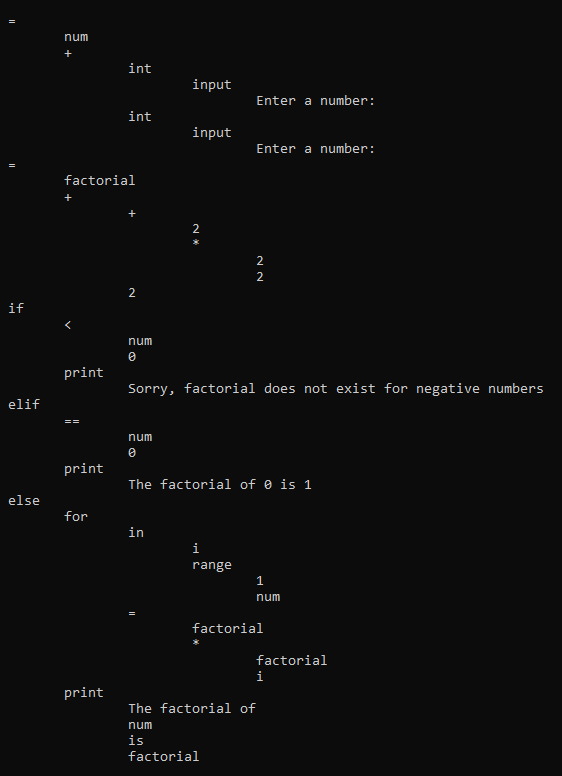 =
num
+
int
input
Enter a number:
int
input
Enter a number:
=
factorial
+
+
2
*
2
2
2
if
<
num
0
print
Sorry, factorial does not exist for negative numbers
elif
==
num
0
print
The factorial of 0 is 1
else
for
in
i
range
1
num
=
factorial
*
factorial
i
print
The factorial of
num
is
factorial